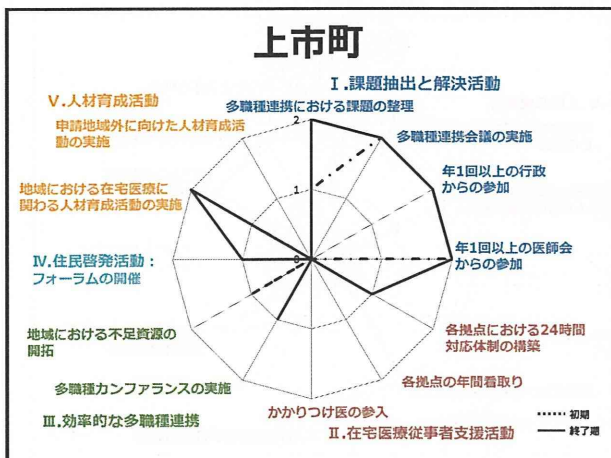 上市町
Ⅰ.課題抽出と解決活動
Ⅴ.人材育成活動
多職種連携における課題の整理
申請地域外に向けた人材育成活
動の実施
2
多職種連携会議の実施
年1回以上の行政
からの参加
地域における在宅医療に
関わる人材育成活動の実施
1
Ⅳ.住民啓発活動：
フォーラムの開催
0
年1回以上の医師会
からの参加
地域における不足資源の
開拓
各拠点における24時間
対応体制の構築
多職種カンファランスの実施
各拠点の年間看取り
かかりつけ医の参入
Ⅲ.効率的な多職種連携
Ⅱ.在宅医療従事者支援活動
初期
終了期